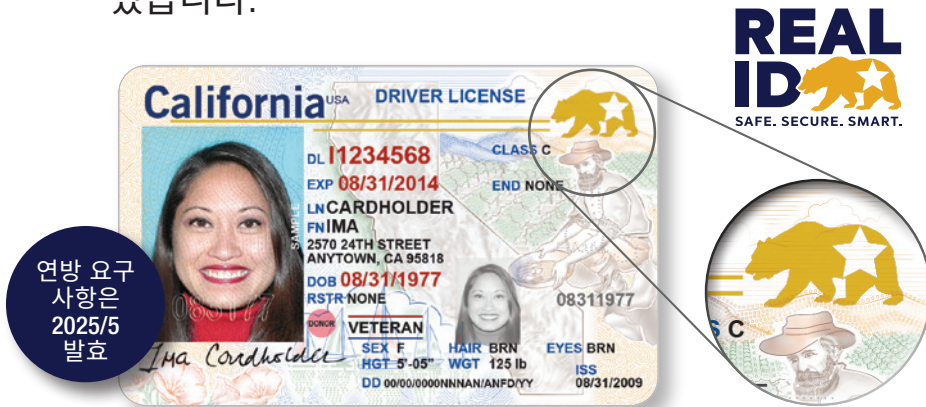 있습니다.
REAL
ID
SAFE. SECURE. SMART.
California USA DRIVER LICENSE
DL I1234568
CLASS C
EXP 08/31/2014
END NONE
LN CARDHOLDER
FN IMA
2570 24TH STREET
ANYTOWN, CA 95818
DOB 08/31/1977
RSTR NONE
08311977
SAMPLE
083177
DONOR
VETERAN
SEX F HAIR BRN EYES BRN
HGT 5'-05" WGT 125 lb
ISS
DD 00/00/0000NNNAN/ANFD/YY
08/31/2009
Ima Cardholder
연방 요구
사항은
2025/5
발효
S C